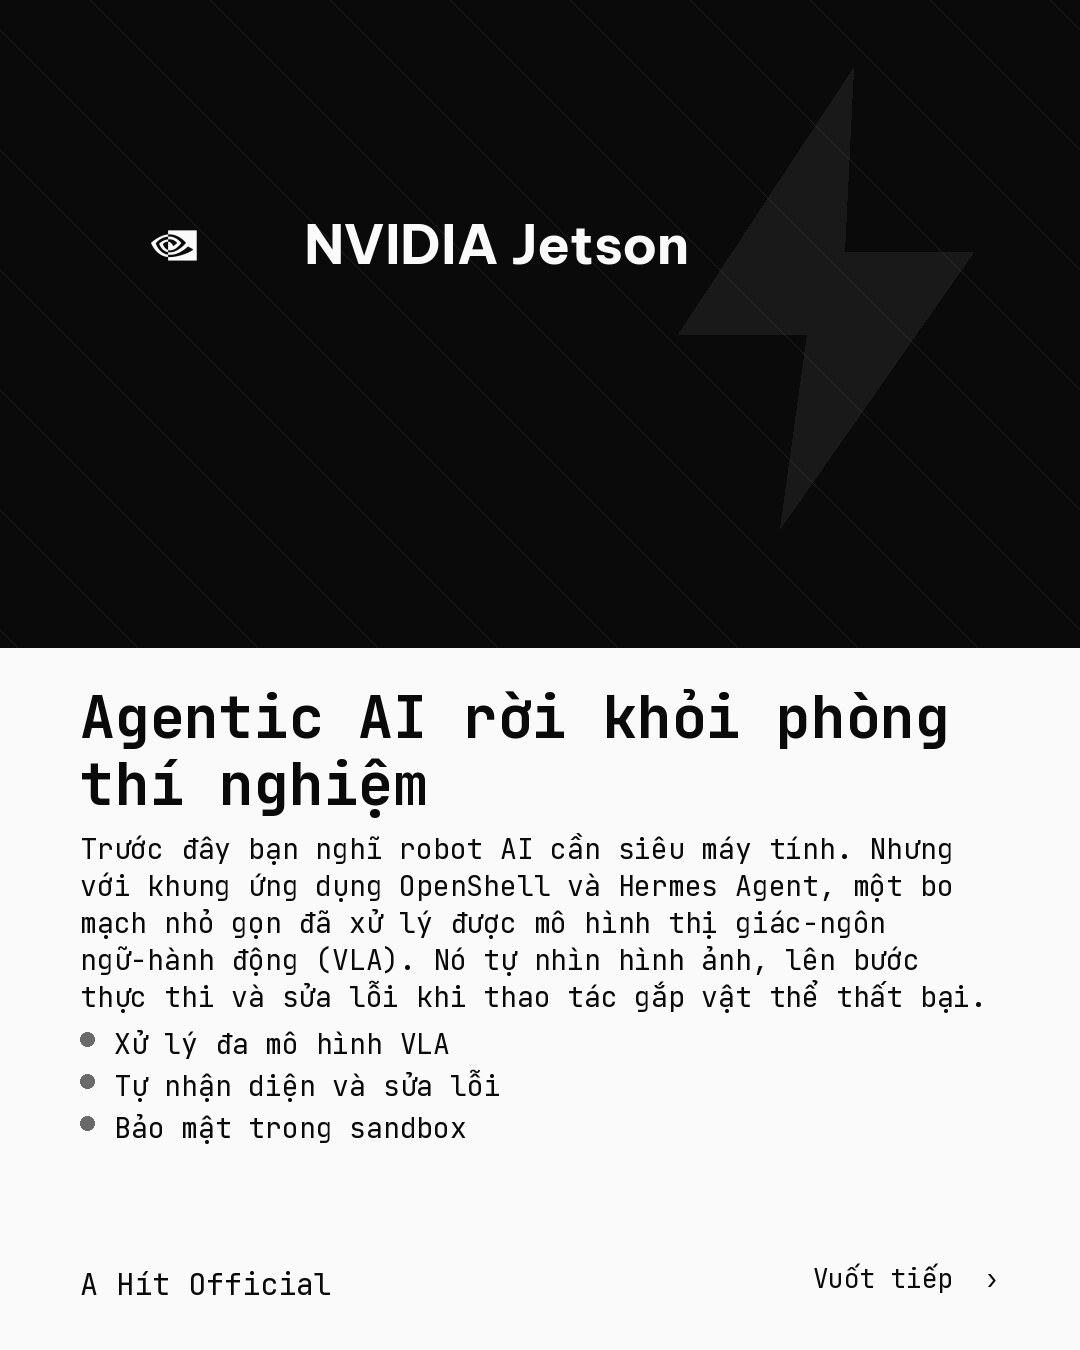 NVIDIA Jetson
Agentic AI rời khỏi phòng
thí nghiệm
Trước đây bạn nghĩ robot AI cần siêu máy tính. Nhưng
với khung ứng dụng OpenShell và Hermes Agent, một bo
mạch nhỏ gọn đã xử lý được mô hình thị giác-ngôn
ngữ-hành động (VLA). Nó tự nhìn hình ảnh, lên bước
thực thi và sửa lỗi khi thao tác gắp vật thể thất bại.
Xử lý đa mô hình VLA
Tự nhận diện và sửa lỗi
Bảo mật trong sandbox
A Hít Official
Vuốt tiếp ›